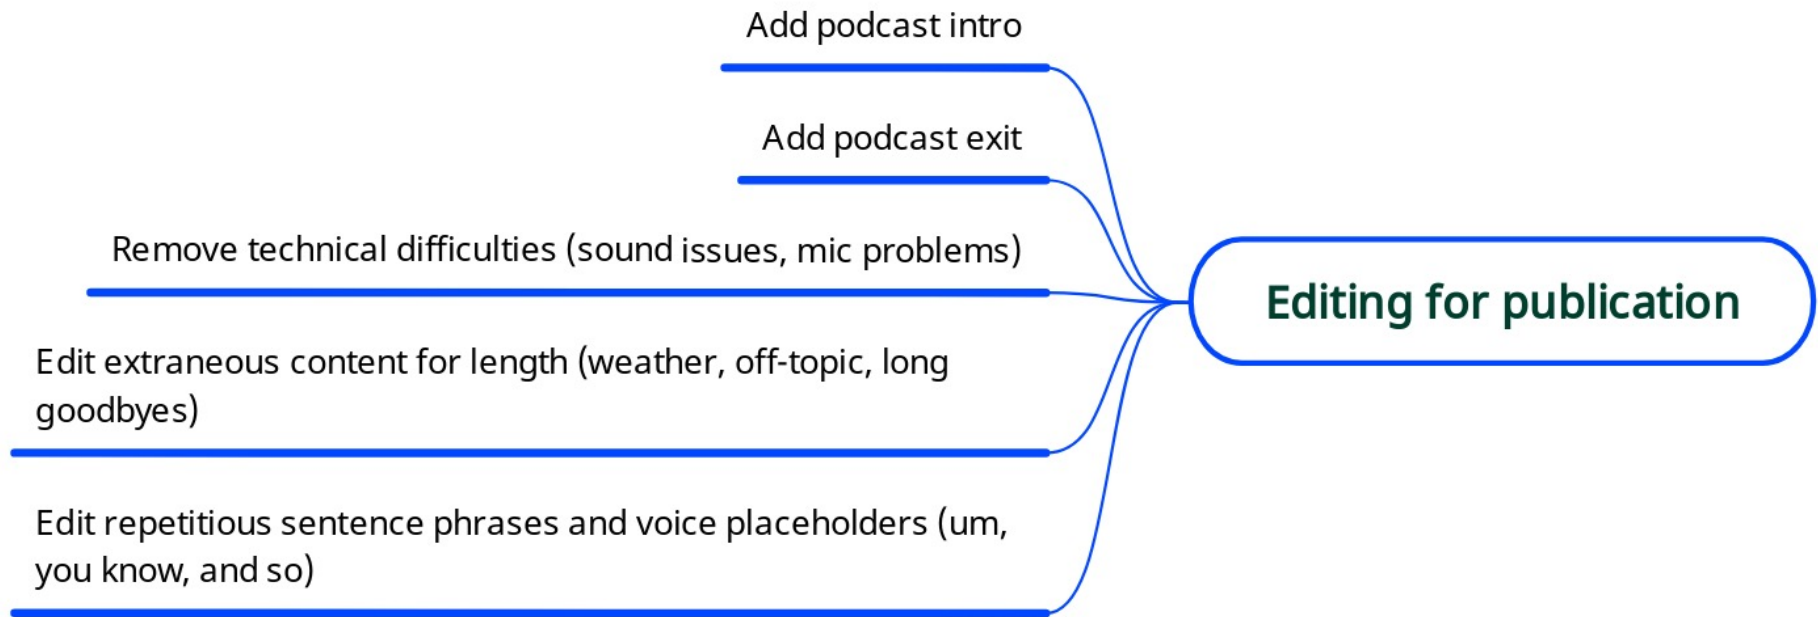 Add podcast intro
Add podcast exit
Remove technical difficulties (sound issues, mic problems)
Editing for publication
Edit extraneous content for length (weather, off-topic, long
goodbyes)
Edit repetitious sentence phrases and voice placeholders (um,
you know, and so)